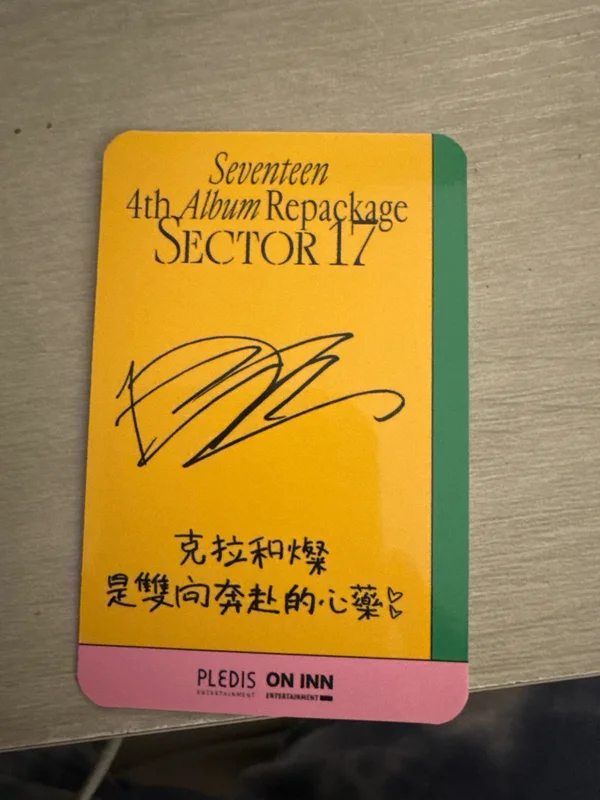 Seventeen
4th Album Repackage
SECTOR 17
克拉和燦
是雙向奔赴的心藥♡♡
PLEDIS ON INN
ENTERTAINMENT ENTERTAINMENT